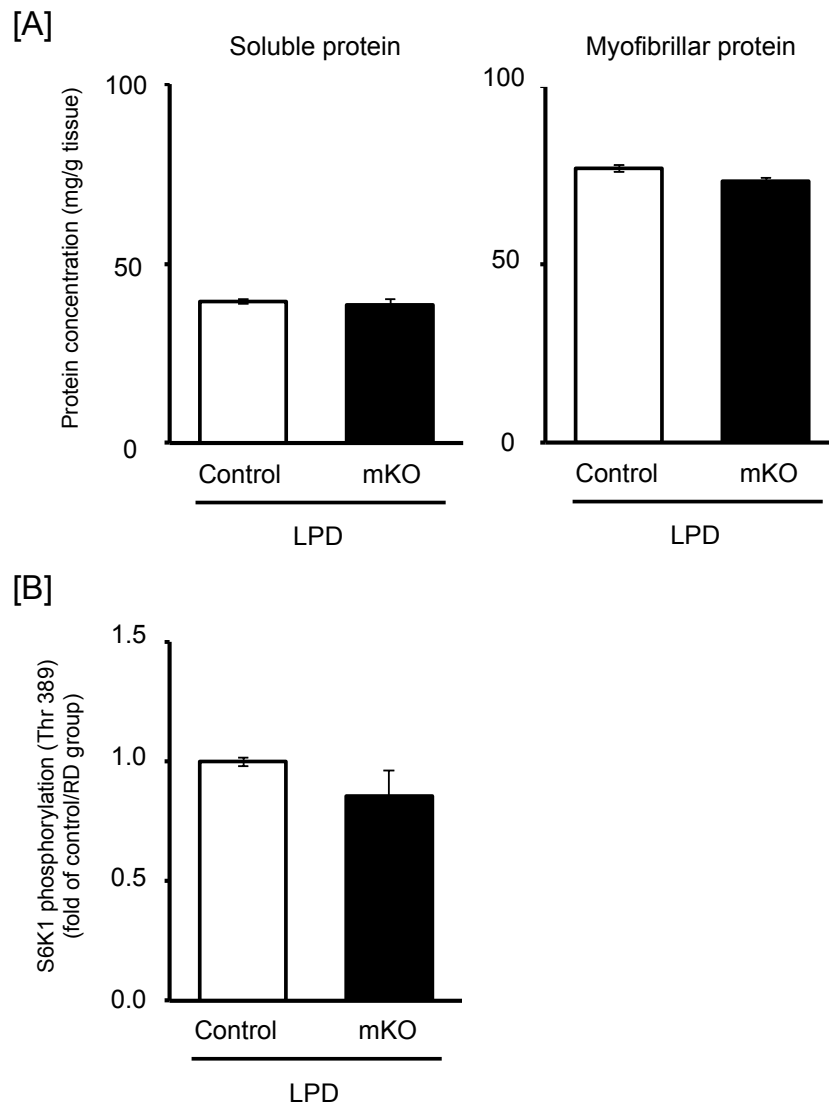 [A]
Soluble protein
Myofibrillar protein
Protein concentration (mg/g tissue)
100
50
0
Control mKO
LPD
100
50
0
Control mKO
LPD
[B]
S6K1 phosphorylation (Thr 389)
(fold of control/RD group)
1.5
1.0
0.5
0.0
Control mKO
LPD